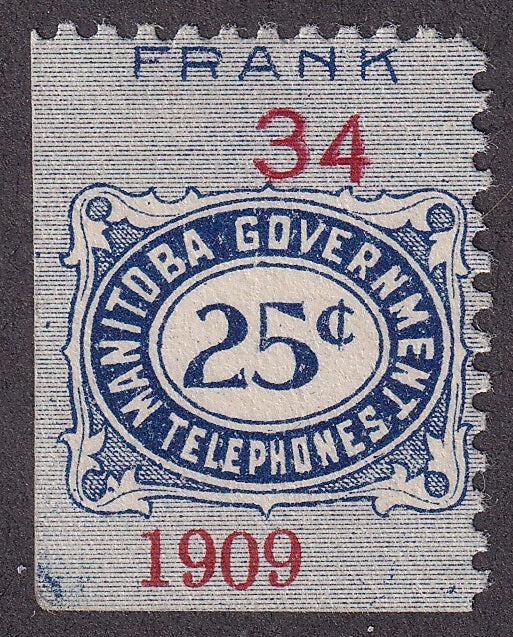 FRANK
34
MANITOBA GOVERNMENT
25¢
TELEPHONES
1909